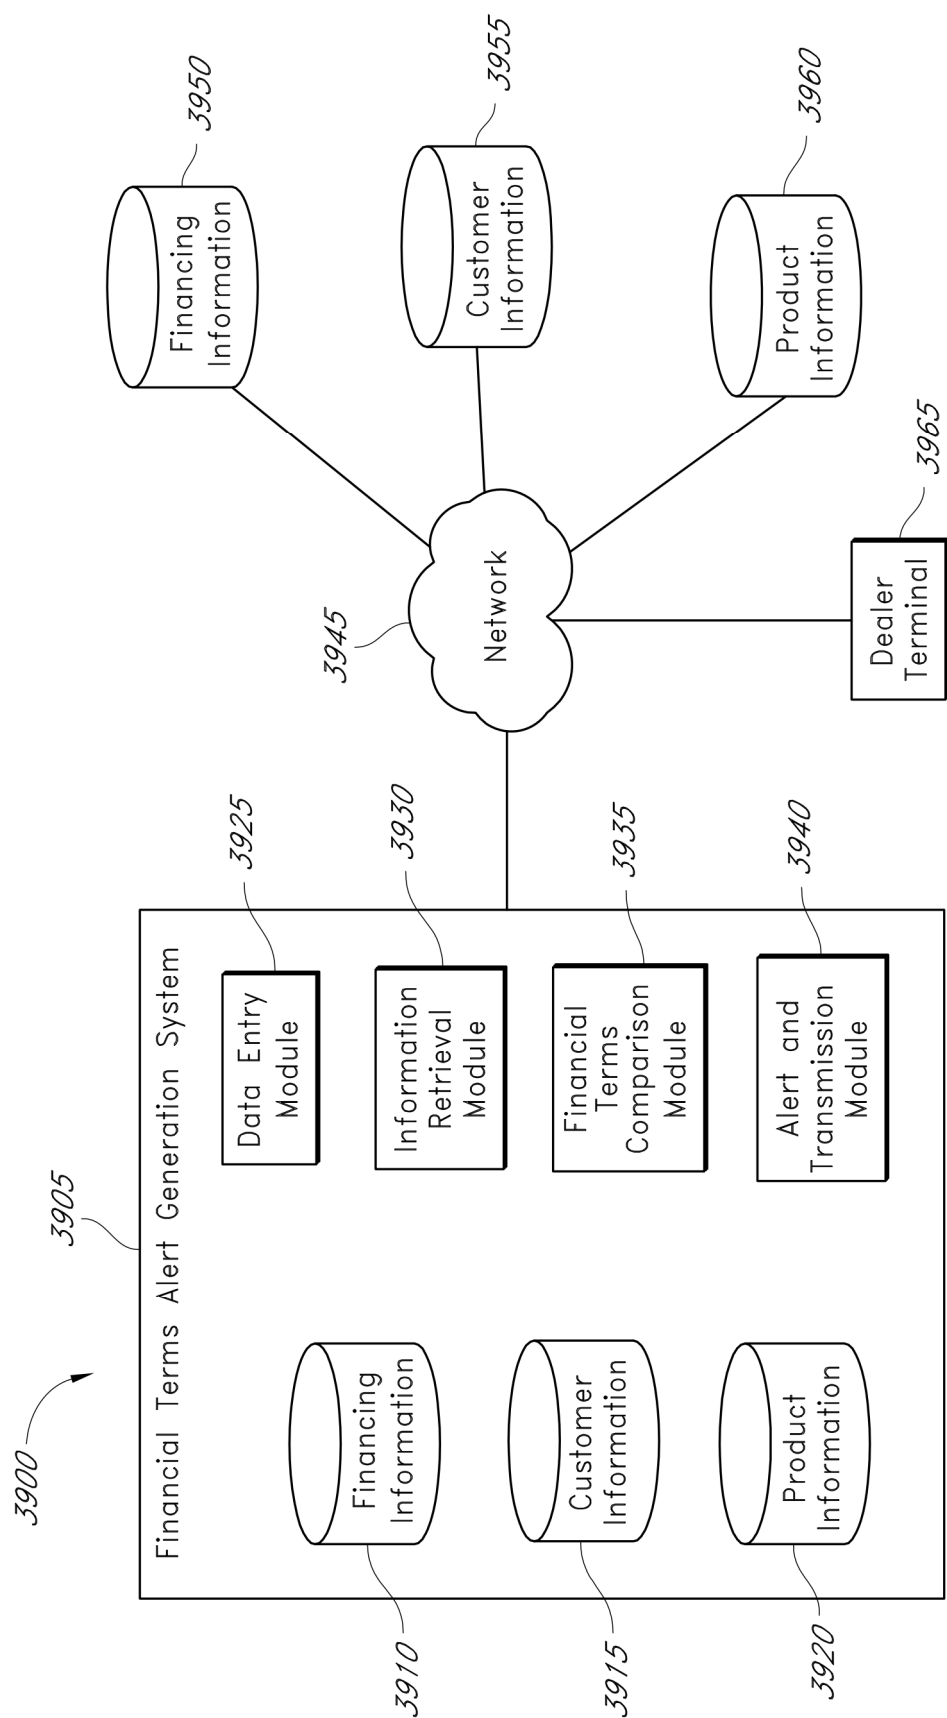 3900
3905
Financial Terms Alert Generation System
3910
Financing
Information
3915
Customer
Information
3920
Product
Information
3925
Data Entry
Module
3930
Information
Retrieval
Module
3935
Financial
Terms
Comparison
Module
3940
Alert and
Transmission
Module
3945
Network
3950
Financing
Information
3955
Customer
Information
3960
Product
Information
3965
Dealer
Terminal